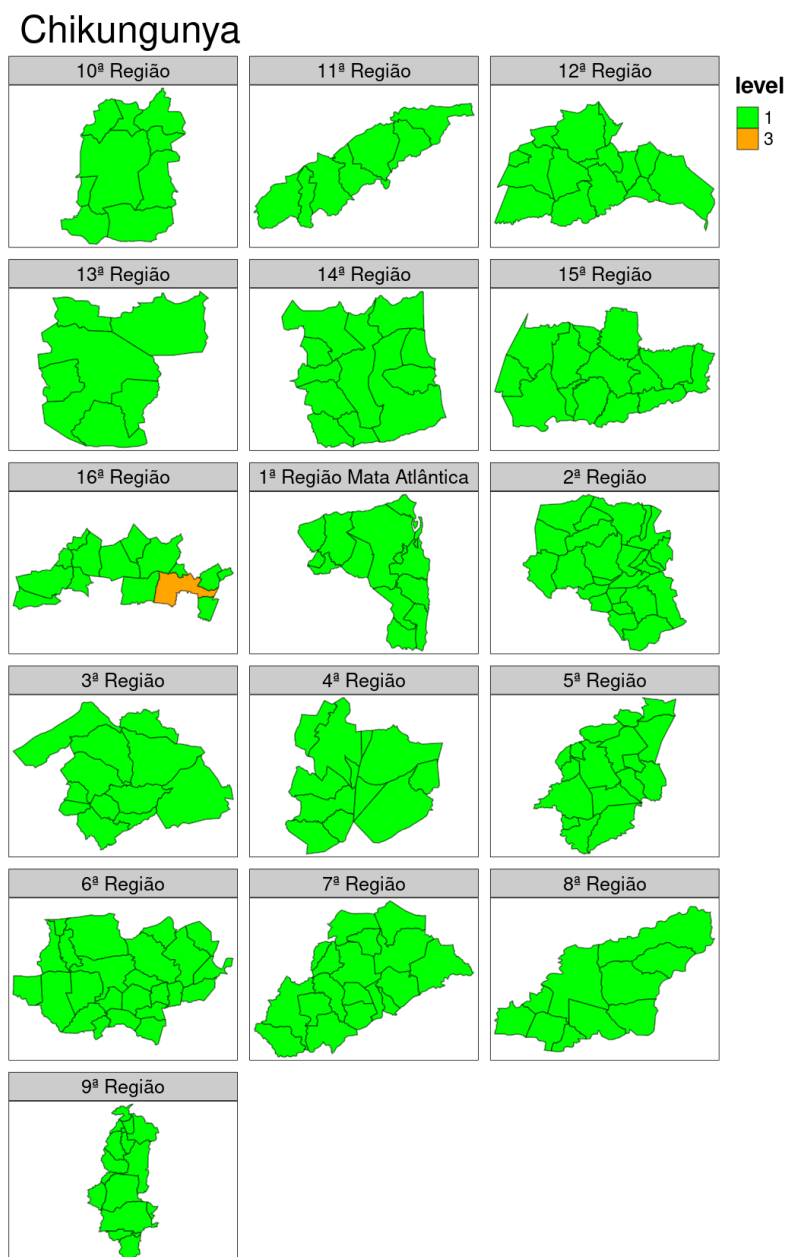 Chikungunya
10ª Região
11ª Região
12ª Região
level
1
3
13ª Região
14ª Região
15ª Região
16ª Região
1ª Região Mata Atlântica
2ª Região
3ª Região
4ª Região
5ª Região
6ª Região
7ª Região
8ª Região
9ª Região